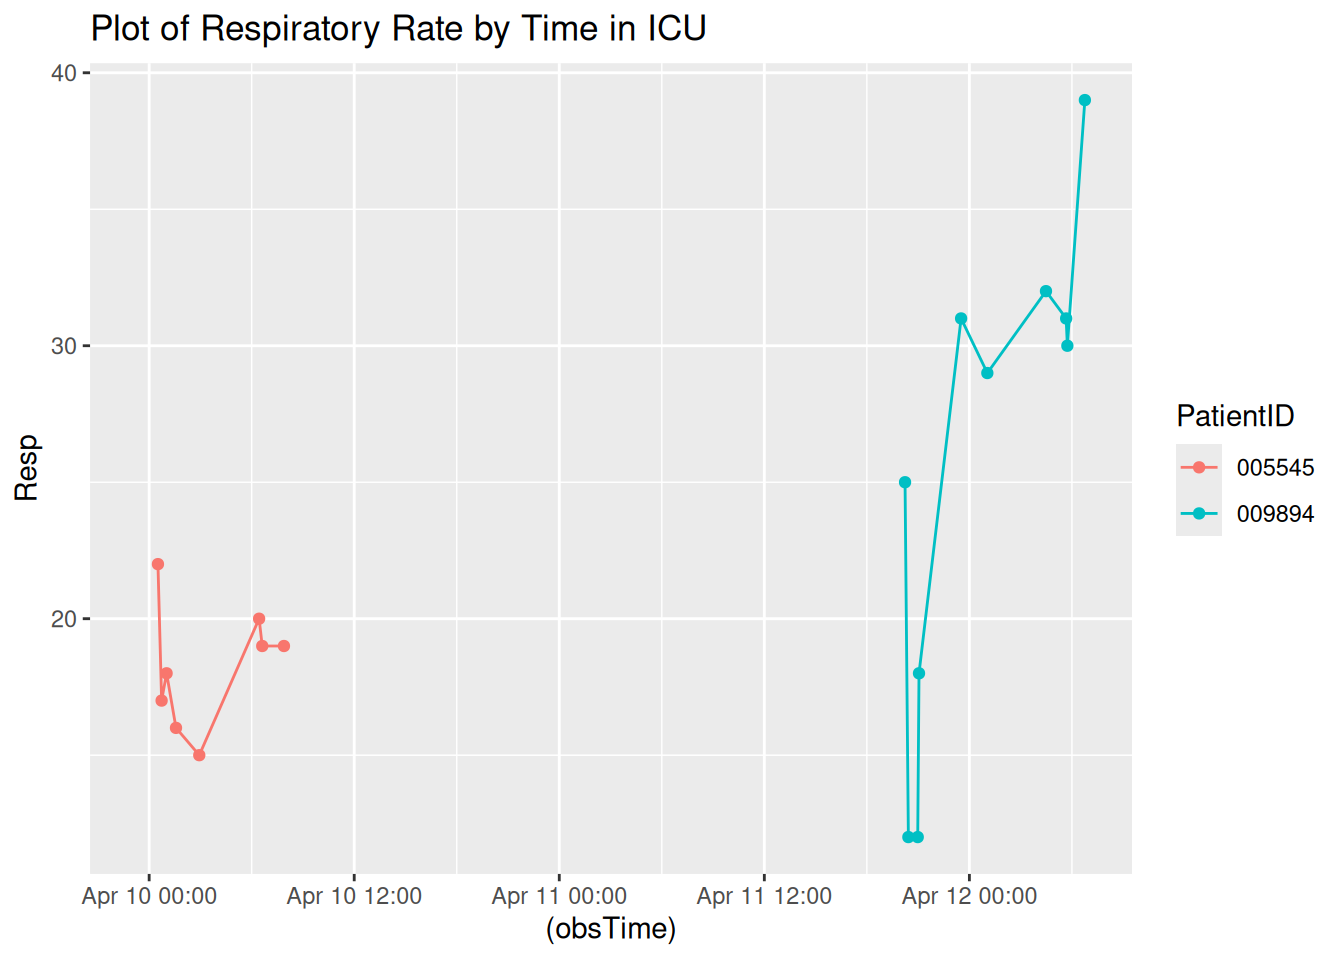 Plot of Respiratory Rate by Time in ICU
40
30
20
Resp
Apr 10 00:00 Apr 10 12:00 Apr 11 00:00 Apr 11 12:00 Apr 12 00:00
(obsTime)
PatientID
005545
009894